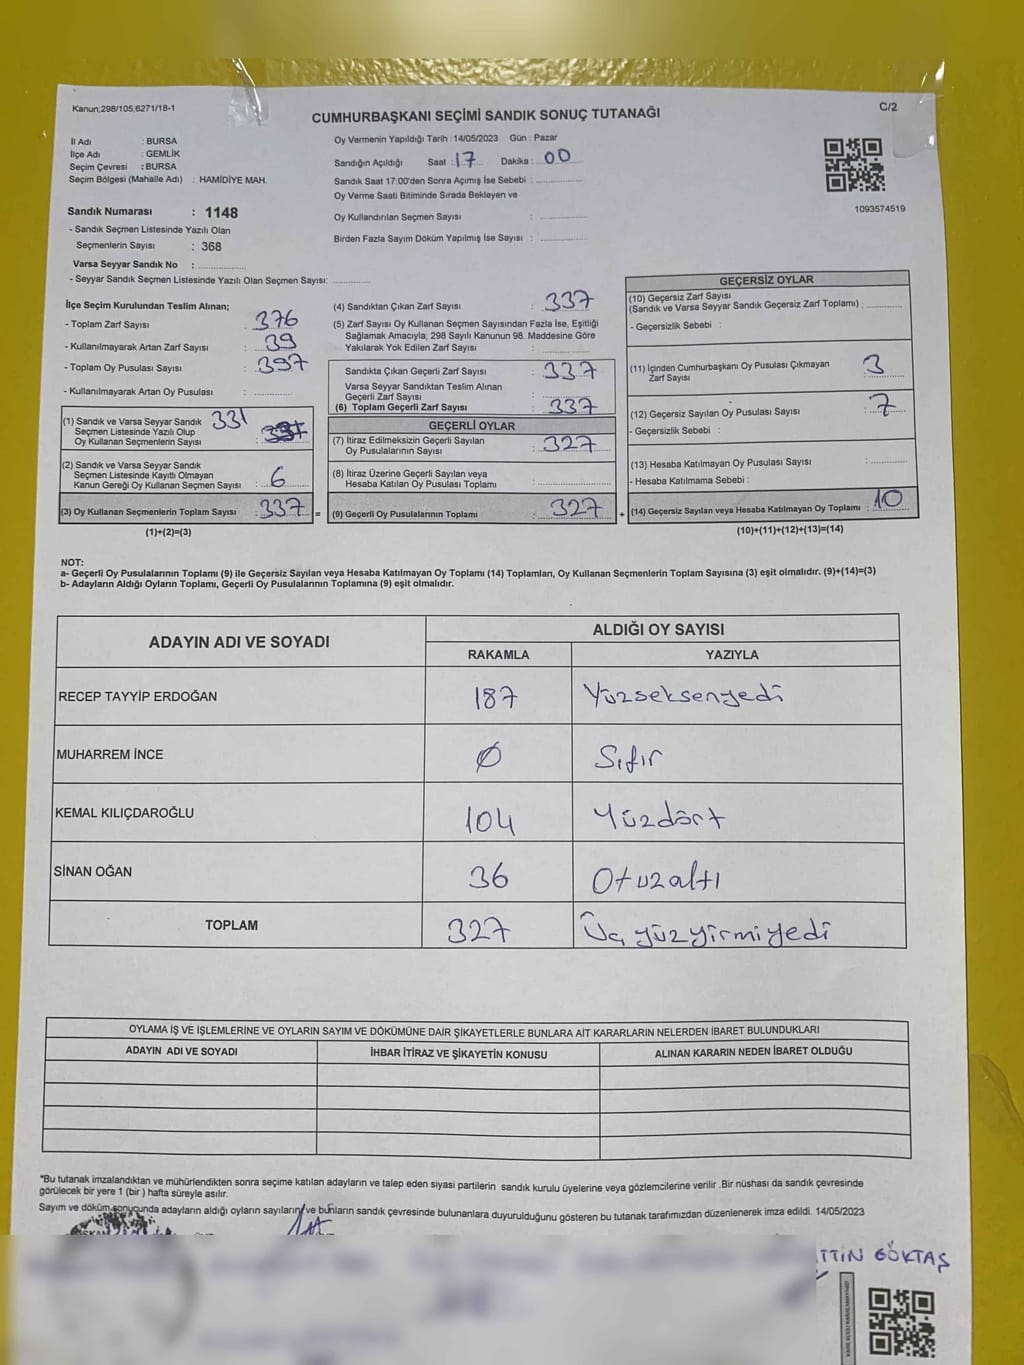 Kanun;298/105,6271/18-1
C/2
CUMHURBAŞKANI SEÇİMİ SANDIK SONUÇ TUTANAĞI
İl Adı : BURSA
İlçe Adı : GEMLİK
Seçim Çevresi : BURSA
Seçim Bölgesi (Mahalle Adı) : HAMİDİYE MAH.
Sandık Numarası : 1148
- Sandık Seçmen Listesinde Yazılı Olan
Seçmenlerin Sayısı : 368
Varsa Seyyar Sandık No :
- Seyyar Sandık Seçmen Listesinde Yazılı Olan Seçmen Sayısı:
Oy Vermenin Yapıldığı Tarih : 14/05/2023 Gün : Pazar
Sandığın Açıldığı Saat : 17 Dakika : 00
Sandık Saat 17:00'den Sonra Açımış İse Sebebi :
Oy Verme Saati Bitiminde Sırada Bekleyen ve
Oy Kullandırılan Seçmen Sayısı :
Birden Fazla Sayım Döküm Yapılmış İse Sayısı :
1093574519
İlçe Seçim Kurulundan Teslim Alınan;
- Toplam Zarf Sayısı : 376
- Kullanılmayarak Artan Zarf Sayısı : 39
- Toplam Oy Pusulası Sayısı : 397
- Kullanılmayarak Artan Oy Pusulası :
(1) Sandık ve Varsa Seyyar Sandık 331
Seçmen Listesinde Yazılı Olup
Oy Kullanan Seçmenlerin Sayısı :
(2) Sandık ve Varsa Seyyar Sandık
Seçmen Listesinde Kayıtlı Olmayan
Kanun Gereği Oy Kullanan Seçmen Sayısı : 6
(3) Oy Kullanan Seçmenlerin Toplam Sayısı : 337 =
(1)+(2)=(3)
(4) Sandıktan Çıkan Zarf Sayısı : 337
(5) Zarf Sayısı Oy Kullanan Seçmen Sayısından Fazla İse, Eşitliği
Sağlamak Amacıyla; 298 Sayılı Kanunun 98. Maddesine Göre
Yakılarak Yok Edilen Zarf Sayısı :
Sandıkta Çıkan Geçerli Zarf Sayısı : 337
Varsa Seyyar Sandıktan Teslim Alınan
Geçerli Zarf Sayısı :
(6) Toplam Geçerli Zarf Sayısı : 337
GEÇERLİ OYLAR
(7) İtiraz Edilmeksizin Geçerli Sayılan
Oy Pusulalarının Sayısı : 327
(8) İtiraz Üzerine Geçerli Sayılan veya
Hesaba Katılan Oy Pusulası Toplamı :
(9) Geçerli Oy Pusulalarının Toplamı : 327 +
GEÇERSİZ OYLAR
(10) Geçersiz Zarf Sayısı
(Sandık ve Varsa Seyyar Sandık Geçersiz Zarf Toplamı) :
- Geçersizlik Sebebi :
(11) İçinden Cumhurbaşkanı Oy Pusulası Çıkmayan
Zarf Sayısı : 3
(12) Geçersiz Sayılan Oy Pusulası Sayısı : 7
- Geçersizlik Sebebi :
(13) Hesaba Katılmayan Oy Pusulası Sayısı :
- Hesaba Katılmama Sebebi :
(14) Geçersiz Sayılan veya Hesaba Katılmayan Oy Toplamı : 10
(10)+(11)+(12)+(13)=(14)
NOT:
a- Geçerli Oy Pusulalarının Toplamı (9) ile Geçersiz Sayılan veya Hesaba Katılmayan Oy Toplamı (14) Toplamları, Oy Kullanan Seçmenlerin Toplam Sayısına (3) eşit olmalıdır. (9)+(14)=(3)
b- Adayların Aldığı Oyların Toplamı, Geçerli Oy Pusulalarının Toplamına (9) eşit olmalıdır.
ADAYIN ADI VE SOYADI
ALDIĞI OY SAYISI
RAKAMLA YAZIYLA
RECEP TAYYİP ERDOĞAN 187 Yüzseksenyedi
MUHARREM İNCE 0 Sıfır
KEMAL KILIÇDAROĞLU 104 Yüzdört
SİNAN OĞAN 36 Otuzaltı
TOPLAM 327 Üçyüzyirmiyedi
OYLAMA İŞ VE İŞLEMLERİNE VE OYLARIN SAYIM VE DÖKÜMÜNE DAİR ŞİKAYETLERLE BUNLARA AİT KARARLARIN NELERDEN İBARET BULUNDUKLARI
ADAYIN ADI VE SOYADI İHBAR İTİRAZ VE ŞİKAYETİN KONUSU ALINAN KARARIN NEDEN İBARET OLDUĞU
*Bu tutanak imzalandıktan ve mühürlendikten sonra seçime katılan adayların ve talep eden siyasi partilerin sandık kurulu üyelerine veya gözlemcilerine verilir .Bir nüshası da sandık çevresinde
görülecek bir yere 1 (bir ) hafta süreyle asılır.
Sayım ve döküm sonucunda adayların aldığı oyların sayıların ve bunların sandık çevresinde bulunanlara duyurulduğunu gösteren bu tutanak tarafımızdan düzenlenerek imza edildi. 14/05/2023
TTİN GÖKTAŞ